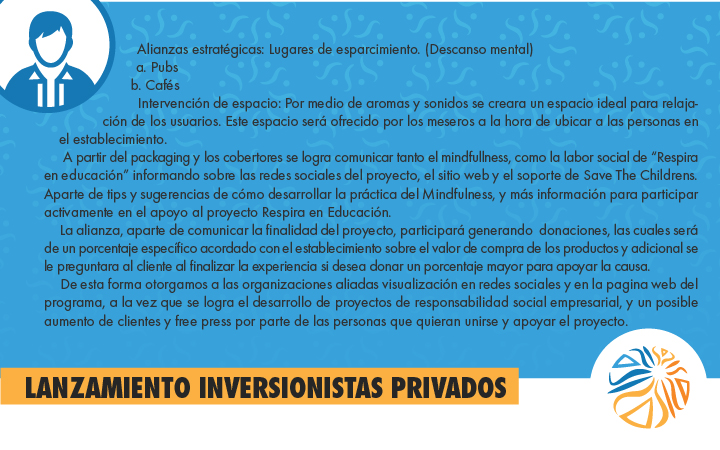 Alianzas estratégicas: Lugares de esparcimiento. (Descanso mental)
a. Pubs
b. Cafés
Intervención de espacio: Por medio de aromas y sonidos se creara un espacio ideal para relaja-
ción de los usuarios. Este espacio será ofrecido por los meseros a la hora de ubicar a las personas en
el establecimiento.
A partir del packaging y los cobertores se logra comunicar tanto el mindfullness, como la labor social de “Respira
en educación” informando sobre las redes sociales del proyecto, el sitio web y el soporte de Save The Childrens.
Aparte de tips y sugerencias de cómo desarrollar la práctica del Mindfulness, y más información para participar
activamente en el apoyo al proyecto Respira en Educación.
La alianza, aparte de comunicar la finalidad del proyecto, participará generando donaciones, las cuales será
de un porcentaje específico acordado con el establecimiento sobre el valor de compra de los productos y adicional se
le preguntara al cliente al finalizar la experiencia si desea donar un porcentaje mayor para apoyar la causa.
De esta forma otorgamos a las organizaciones aliadas visualización en redes sociales y en la pagina web del
programa, a la vez que se logra el desarrollo de proyectos de responsabilidad social empresarial, y un posible
aumento de clientes y free press por parte de las personas que quieran unirse y apoyar el proyecto.
LANZAMIENTO INVERSIONISTAS PRIVADOS